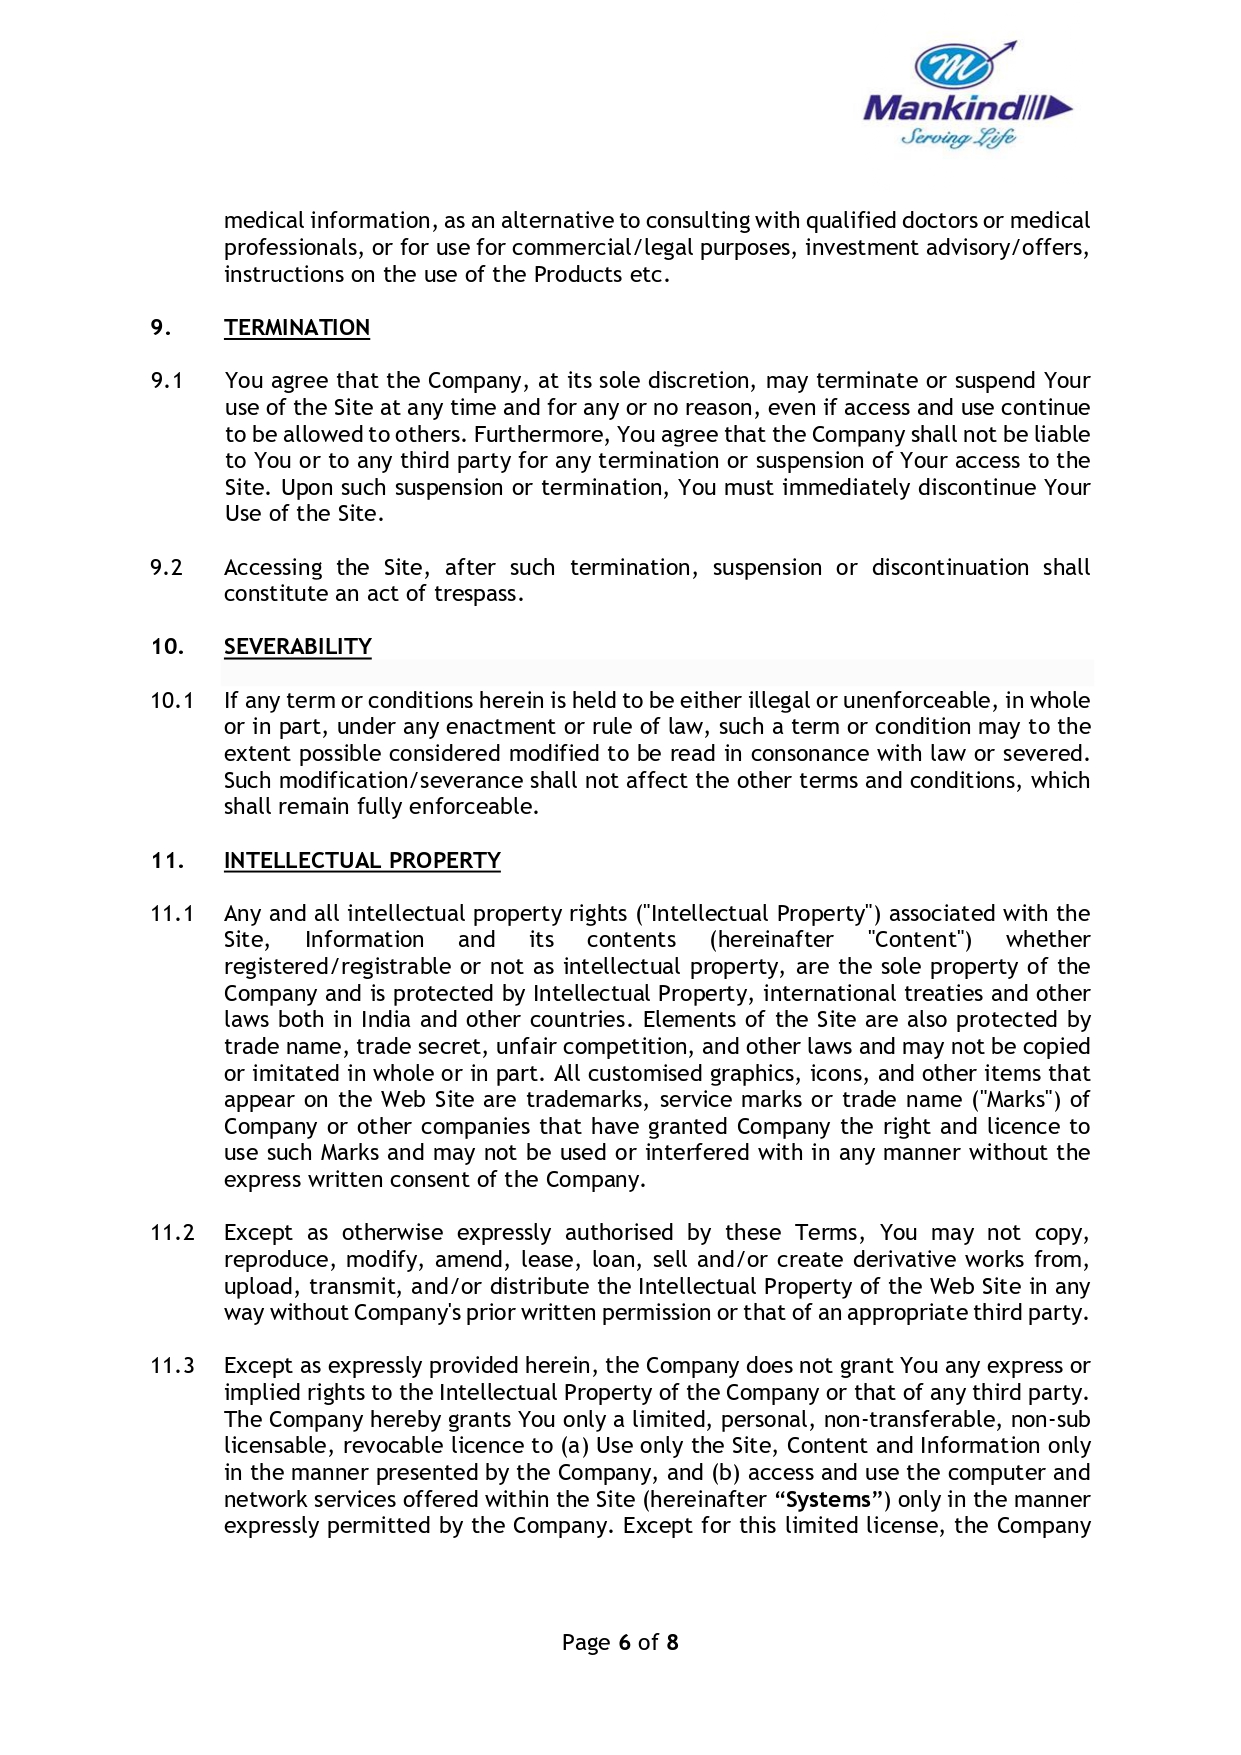 Mankind
Serving Life
medical information, as an alternative to consulting with qualified doctors or medical
professionals, or for use for commercial/legal purposes, investment advisory/offers,
instructions on the use of the Products etc.
9. TERMINATION
9.1 You agree that the Company, at its sole discretion, may terminate or suspend Your
use of the Site at any time and for any or no reason, even if access and use continue
to be allowed to others. Furthermore, You agree that the Company shall not be liable
to You or to any third party for any termination or suspension of Your access to the
Site. Upon such suspension or termination, You must immediately discontinue Your
Use of the Site.
9.2 Accessing the Site, after such termination, suspension or discontinuation shall
constitute an act of trespass.
10. SEVERABILITY
10.1 If any term or conditions herein is held to be either illegal or unenforceable, in whole
or in part, under any enactment or rule of law, such a term or condition may to the
extent possible considered modified to be read in consonance with law or severed.
Such modification/severance shall not affect the other terms and conditions, which
shall remain fully enforceable.
11. INTELLECTUAL PROPERTY
11.1 Any and all intellectual property rights ("Intellectual Property") associated with the
Site, Information and its contents (hereinafter "Content") whether
registered/registrable or not as intellectual property, are the sole property of the
Company and is protected by Intellectual Property, international treaties and other
laws both in India and other countries. Elements of the Site are also protected by
trade name, trade secret, unfair competition, and other laws and may not be copied
or imitated in whole or in part. All customised graphics, icons, and other items that
appear on the Web Site are trademarks, service marks or trade name ("Marks") of
Company or other companies that have granted Company the right and licence to
use such Marks and may not be used or interfered with in any manner without the
express written consent of the Company.
11.2 Except as otherwise expressly authorised by these Terms, You may not copy,
reproduce, modify, amend, lease, loan, sell and/or create derivative works from,
upload, transmit, and/or distribute the Intellectual Property of the Web Site in any
way without Company's prior written permission or that of an appropriate third party.
11.3 Except as expressly provided herein, the Company does not grant You any express or
implied rights to the Intellectual Property of the Company or that of any third party.
The Company hereby grants You only a limited, personal, non-transferable, non-sub
licensable, revocable licence to (a) Use only the Site, Content and Information only
in the manner presented by the Company, and (b) access and use the computer and
network services offered within the Site (hereinafter “Systems”) only in the manner
expressly permitted by the Company. Except for this limited license, the Company
Page 6 of 8